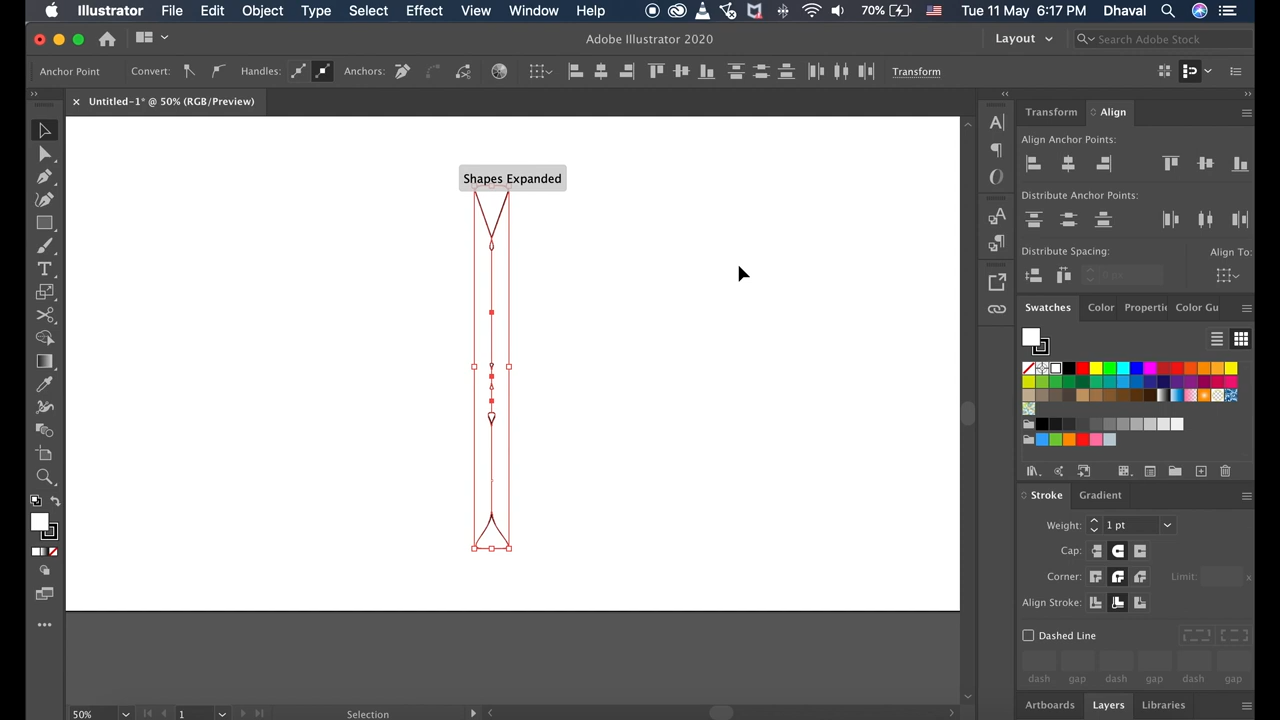 Illustrator File Edit Object Type Select Effect View Window Help 70% Tue 11 May 6:17 PM Dhaval
Adobe Illustrator 2020 Layout Search Adobe Stock
Anchor Point Convert: Handles: Anchors: Transform
× Untitled-1* @ 50% (RGB/Preview)
Transform Align
Align Anchor Points:
Shapes Expanded
Distribute Anchor Points:
Distribute Spacing: Align To:
0 px
Swatches Color Properti Color Gu
Stroke Gradient
Weight: 1 pt
Cap:
Corner: Limit: x
Align Stroke:
Dashed Line
dash gap dash gap dash gap
Artboards Layers Libraries
50% 1 Selection